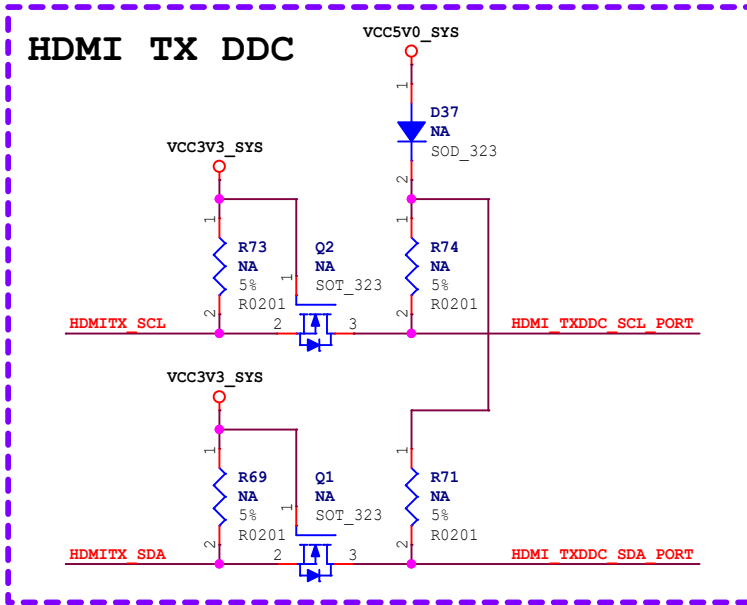 HDMI TX DDC
VCC5V0_SYS
1
D37
NA
SOD_323
2
VCC3V3_SYS
1
R73
NA
5%
R0201
2
Q2
NA
SOT_323
1
2
3
1
R74
NA
5%
R0201
2
HDMITX_SCL
HDMI_TXDDC_SCL_PORT
VCC3V3_SYS
1
R69
NA
5%
R0201
2
Q1
NA
SOT_323
1
2
3
1
R71
NA
5%
R0201
2
HDMITX_SDA
HDMI_TXDDC_SDA_PORT